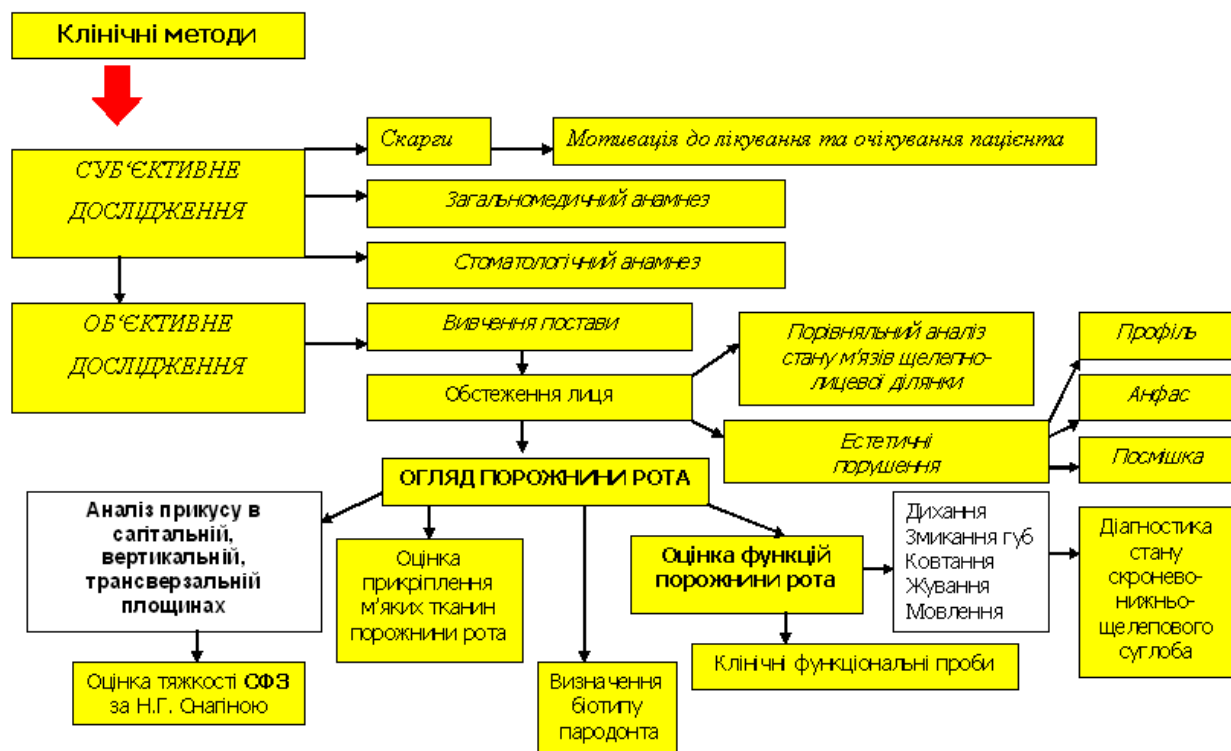 Клінічні методи
СУБ‘ЄКТИВНЕ
ДОСЛІДЖЕННЯ
Скарги
Мотивація до лікування та очікування пацієнта
Загальномедичний анамнез
Стоматологічний анамнез
ОБ‘ЄКТИВНЕ
ДОСЛІДЖЕННЯ
Вивчення постави
Обстеження лиця
Порівняльний аналіз
стану м’язів щелепно-
лицевої ділянки
Естетичні
порушення
Профіль
Анфас
Посмішка
ОГЛЯД ПОРОЖНИНИ РОТА
Аналіз прикусу в
сагітальній,
вертикальній,
трансверзальній
площинах
Оцінка тяжкості СФЗ
за Н.Г. Снагіною
Оцінка
прикріплення
м’яких тканин
порожнини рота
Визначення
біотипу
пародонта
Оцінка функцій
порожнини рота
Клінічні функціональні проби
Дихання
Змикання губ
Ковтання
Жування
Мовлення
Діагностика
стану
скронево-
нижньо-
щелепового
суглоба